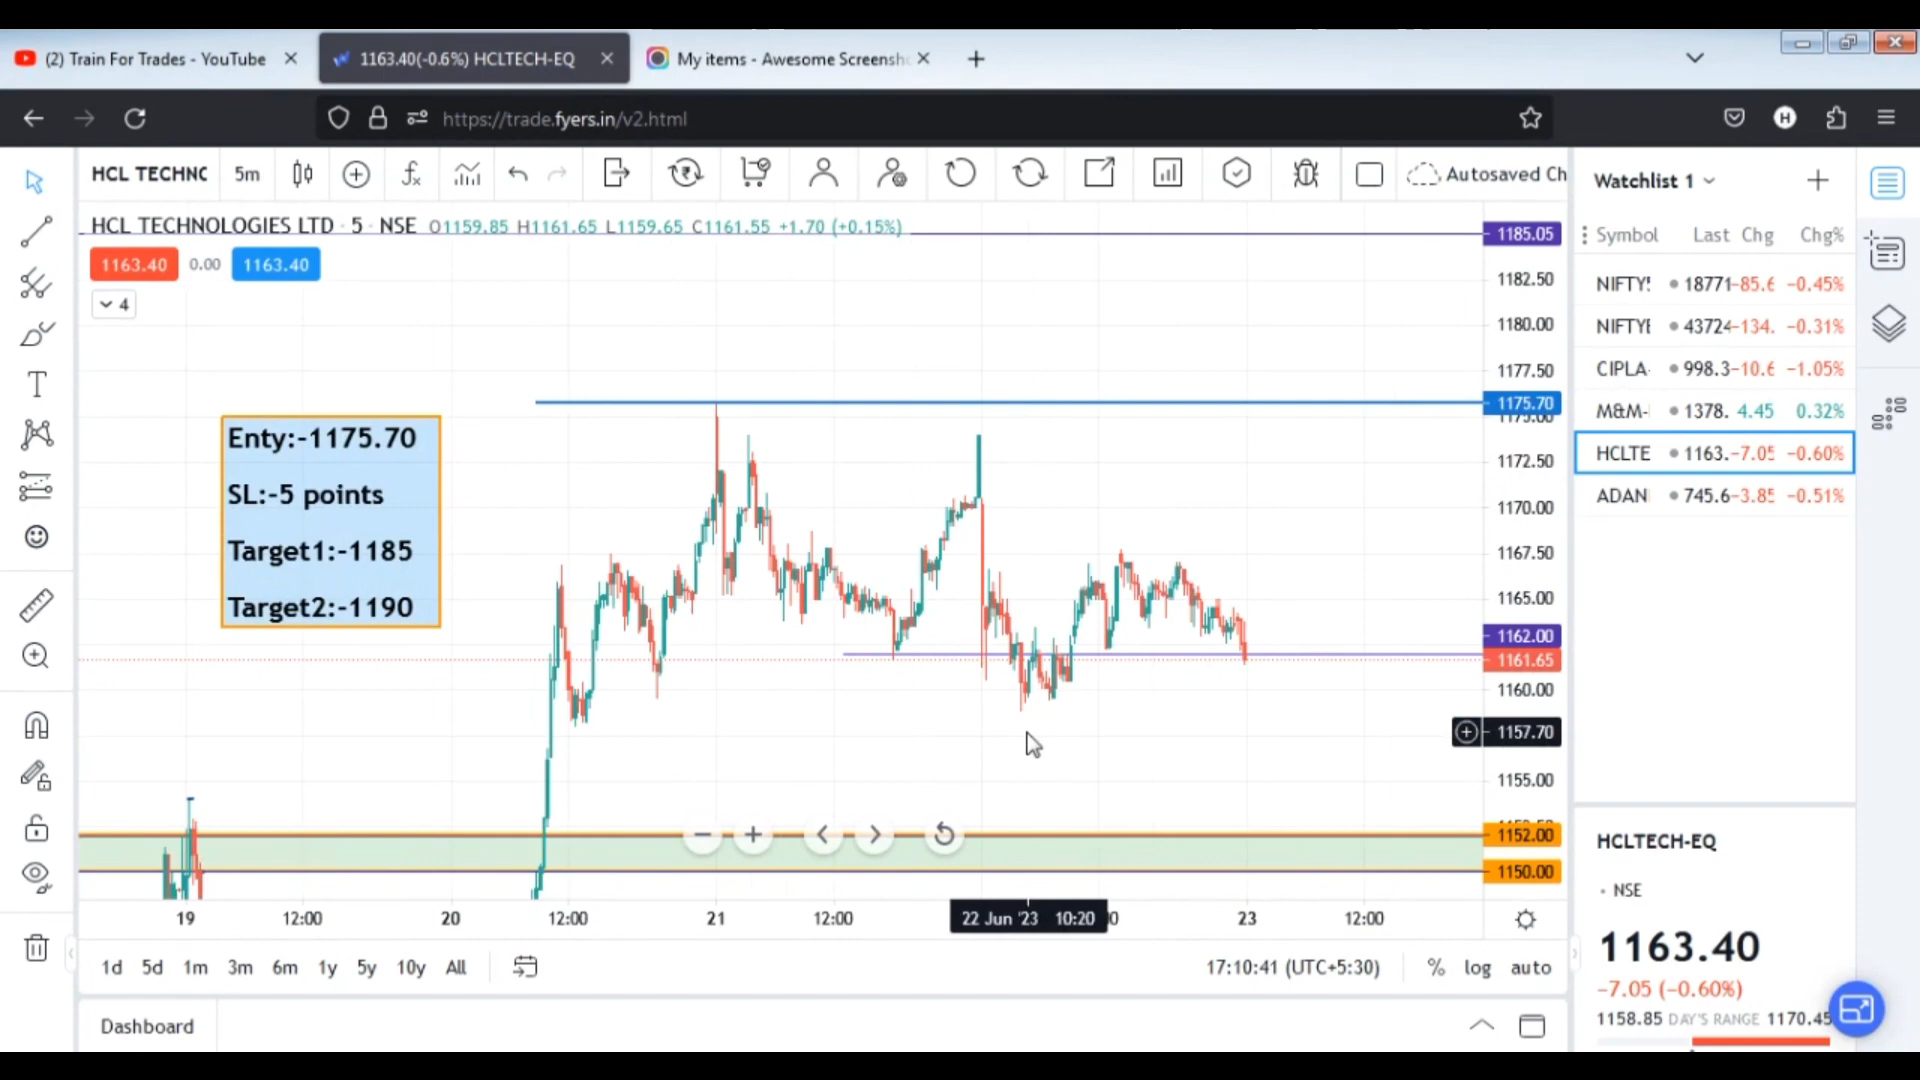 (2) Train For Trades - YouTube
1163.40(-0.6%) HCLTECH-EQ
My items - Awesome Screensh
https://trade.fyers.in/v2.html
H
HCL TECHNC
5m
Autosaved Ch
HCL TECHNOLOGIES LTD · 5 · NSE O1159.85 H1161.65 L1159.65 C1161.55 +1.70 (+0.15%)
1163.40 0.00 1163.40
4
Enty:-1175.70
SL:-5 points
Target1:-1185
Target2:-1190
1185.05
1182.50
1180.00
1177.50
1175.70
1175.00
1172.50
1170.00
1167.50
1165.00
1162.00
1161.65
1160.00
1157.70
1155.00
1152.00
1150.00
19 12:00 20 12:00 21 12:00 22 Jun '23 10:20 23 12:00
1d 5d 1m 3m 6m 1y 5y 10y All
17:10:41 (UTC+5:30) % log auto
Dashboard
Watchlist 1
Symbol Last Chg Chg%
NIFTY 18771 -85.6 -0.45%
NIFTYB 43724 -134. -0.31%
CIPLA- 998.3 -10.6 -1.05%
M&M- 1378. 4.45 0.32%
HCLTE 1163. -7.05 -0.60%
ADAN 745.6 -3.85 -0.51%
HCLTECH-EQ
NSE
1163.40
-7.05 (-0.60%)
1158.85 DAY'S RANGE 1170.45